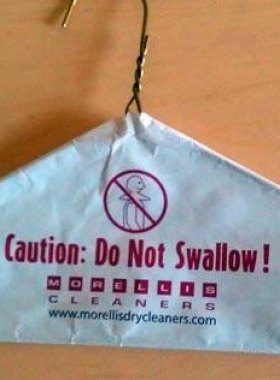 Caution: Do Not Swallow!
MORELLIS
CLEANERS
www.morellisdrycleaners.com